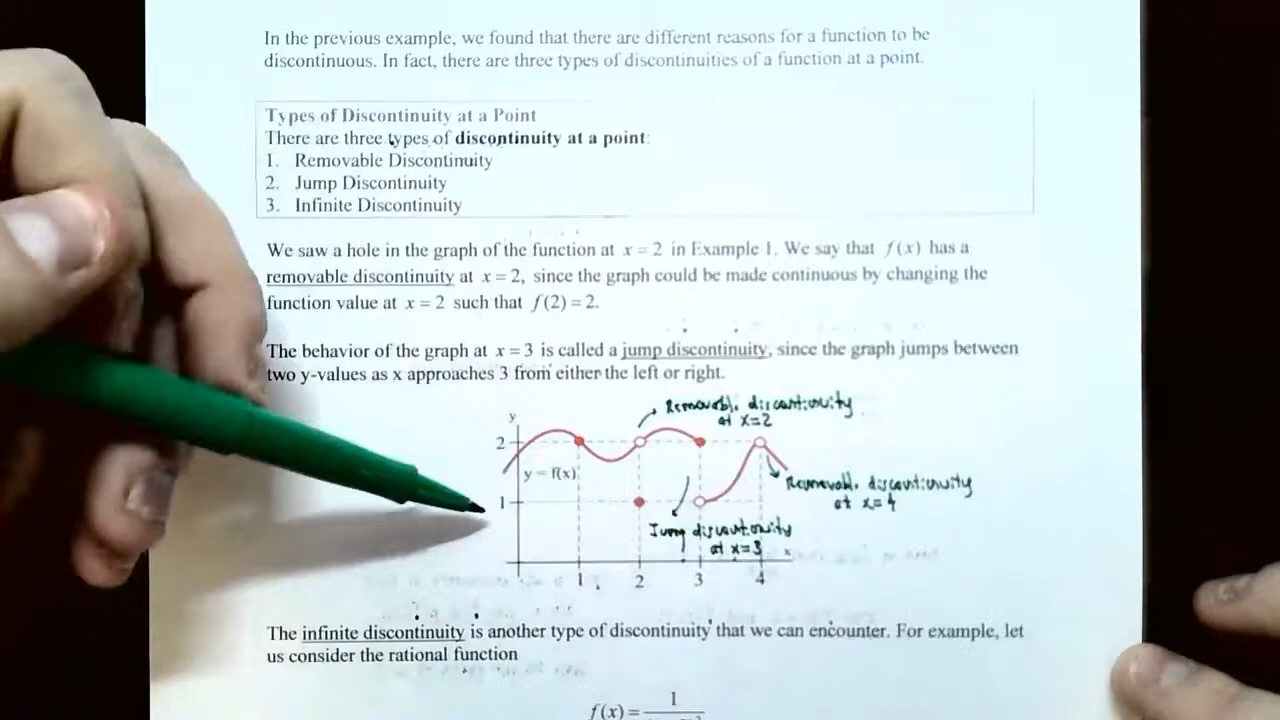 In the previous example, we found that there are different reasons for a function to be
discontinuous. In fact, there are three types of discontinuities of a function at a point.
Types of Discontinuity at a Point
There are three types of discontinuity at a point:
1. Removable Discontinuity
2. Jump Discontinuity
3. Infinite Discontinuity
We saw a hole in the graph of the function at x = 2 in Example 1. We say that f(x) has a
removable discontinuity at x = 2, since the graph could be made continuous by changing the
function value at x = 2 such that f(2) = 2.
The behavior of the graph at x = 3 is called a jump discontinuity, since the graph jumps between
two y-values as x approaches 3 from either the left or right.
y
Removable discontinuity
at x=2
2
y = f(x)
Removable discontinuity
at x=4
1
Jump discontinuity
at x=3
x
1 2 3 4
The infinite discontinuity is another type of discontinuity that we can encounter. For example, let
us consider the rational function
f(x) = 1